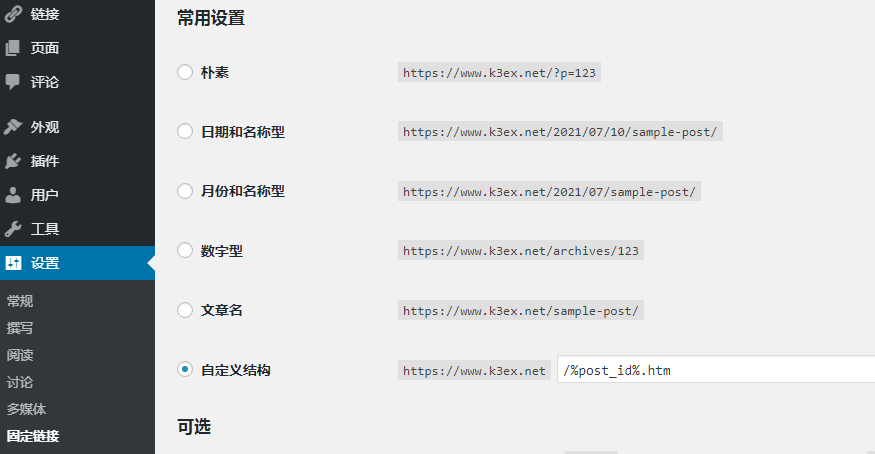 链接
页面
评论
外观
插件
用户
工具
设置
常规
撰写
阅读
讨论
多媒体
固定链接
常用设置
朴素 https://www.k3ex.net/?p=123
日期和名称型 https://www.k3ex.net/2021/07/10/sample-post/
月份和名称型 https://www.k3ex.net/2021/07/sample-post/
数字型 https://www.k3ex.net/archives/123
文章名 https://www.k3ex.net/sample-post/
自定义结构 https://www.k3ex.net /%post_id%.htm
可选